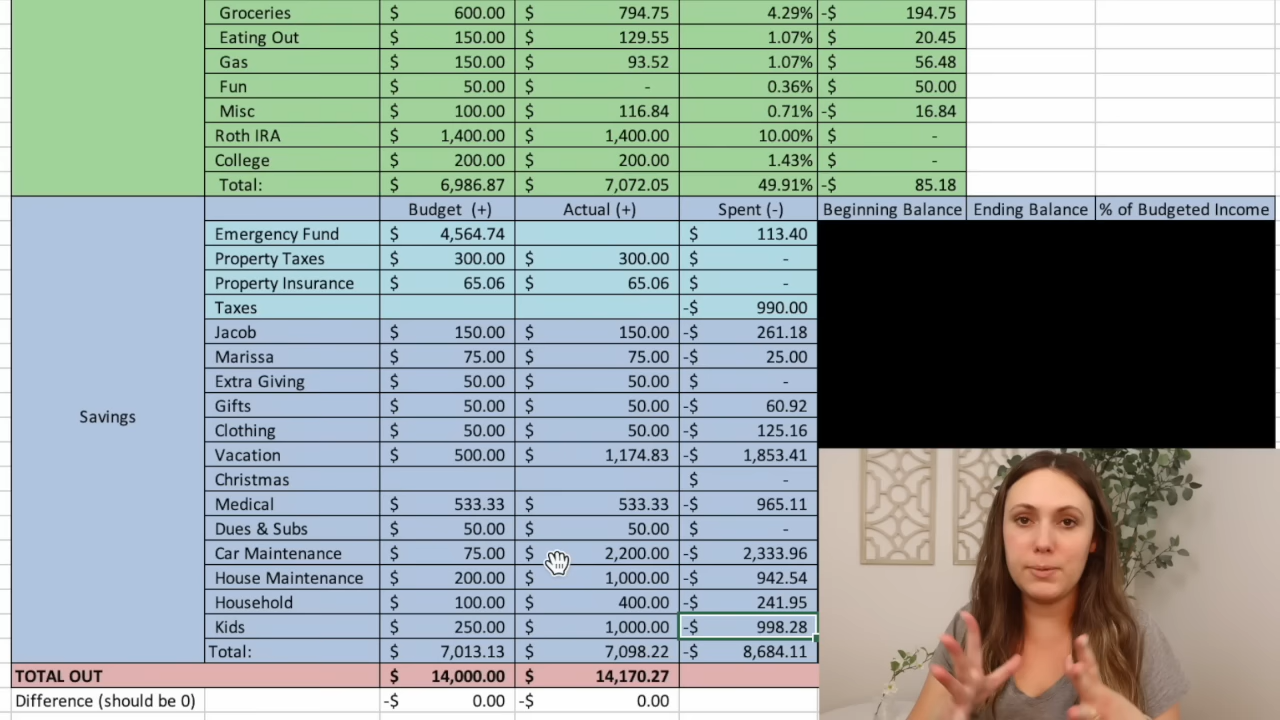 Groceries $ 600.00 $ 794.75 4.29% -$ 194.75
Eating Out $ 150.00 $ 129.55 1.07% $ 20.45
Gas $ 150.00 $ 93.52 1.07% $ 56.48
Fun $ 50.00 $ - 0.36% $ 50.00
Misc $ 100.00 $ 116.84 0.71% -$ 16.84
Roth IRA $ 1,400.00 $ 1,400.00 10.00% $ -
College $ 200.00 $ 200.00 1.43% $ -
Total: $ 6,986.87 $ 7,072.05 49.91% -$ 85.18
Budget (+) Actual (+) Spent (-) Beginning Balance Ending Balance % of Budgeted Income
Emergency Fund $ 4,564.74 $ 113.40
Property Taxes $ 300.00 $ 300.00 $ -
Property Insurance $ 65.06 $ 65.06 $ -
Taxes -$ 990.00
Jacob $ 150.00 $ 150.00 -$ 261.18
Marissa $ 75.00 $ 75.00 -$ 25.00
Extra Giving $ 50.00 $ 50.00 $ -
Savings
Gifts $ 50.00 $ 50.00 -$ 60.92
Clothing $ 50.00 $ 50.00 -$ 125.16
Vacation $ 500.00 $ 1,174.83 -$ 1,853.41
Christmas $ -
Medical $ 533.33 $ 533.33 -$ 965.11
Dues & Subs $ 50.00 $ 50.00 $ -
Car Maintenance $ 75.00 $ 2,200.00 -$ 2,333.96
House Maintenance $ 200.00 $ 1,000.00 -$ 942.54
Household $ 100.00 $ 400.00 -$ 241.95
Kids $ 250.00 $ 1,000.00 -$ 998.28
Total: $ 7,013.13 $ 7,098.22 -$ 8,684.11
TOTAL OUT $ 14,000.00 $ 14,170.27
Difference (should be 0) -$ 0.00 -$ 0.00